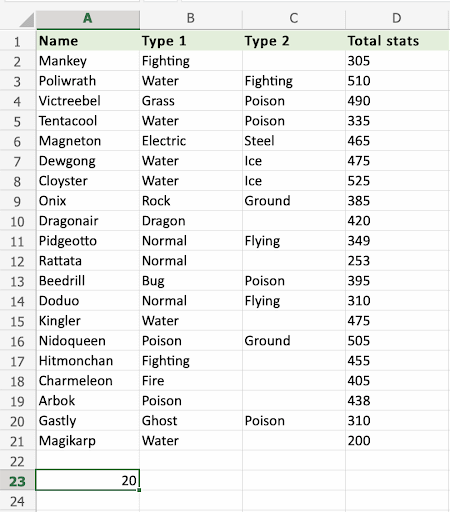 A B C D
1 Name Type 1 Type 2 Total stats
2 Mankey Fighting 305
3 Poliwrath Water Fighting 510
4 Victreebel Grass Poison 490
5 Tentacool Water Poison 335
6 Magneton Electric Steel 465
7 Dewgong Water Ice 475
8 Cloyster Water Ice 525
9 Onix Rock Ground 385
10 Dragonair Dragon 420
11 Pidgeotto Normal Flying 349
12 Rattata Normal 253
13 Beedrill Bug Poison 395
14 Doduo Normal Flying 310
15 Kingler Water 475
16 Nidoqueen Poison Ground 505
17 Hitmonchan Fighting 455
18 Charmeleon Fire 405
19 Arbok Poison 438
20 Gastly Ghost Poison 310
21 Magikarp Water 200
22
23 20
24